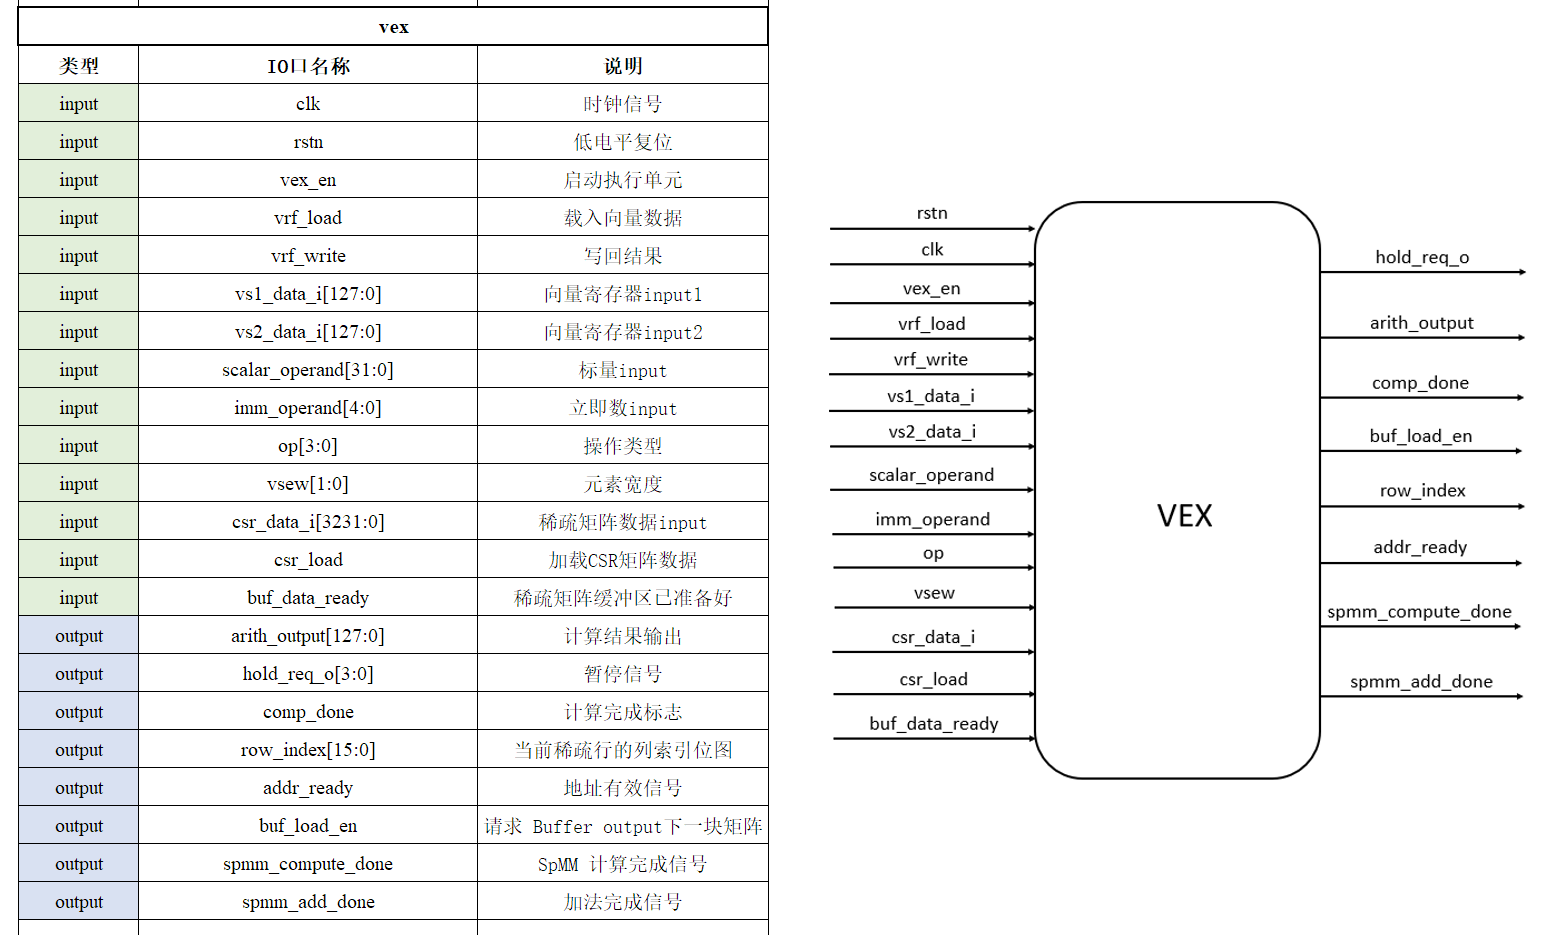 vex
类型 IO口名称 说明
input clk 时钟信号
input rstn 低电平复位
input vex_en 启动执行单元
input vrf_load 载入向量数据
input vrf_write 写回结果
input vs1_data_i[127:0] 向量寄存器input1
input vs2_data_i[127:0] 向量寄存器input2
input scalar_operand[31:0] 标量input
input imm_operand[4:0] 立即数input
input op[3:0] 操作类型
input vsew[1:0] 元素宽度
input csr_data_i[3231:0] 稀疏矩阵数据input
input csr_load 加载CSR矩阵数据
input buf_data_ready 稀疏矩阵缓冲区已准备好
output arith_output[127:0] 计算结果输出
output hold_req_o[3:0] 暂停信号
output comp_done 计算完成标志
output row_index[15:0] 当前稀疏行的列索引位图
output addr_ready 地址有效信号
output buf_load_en 请求 Buffer output下一块矩阵
output spmm_compute_done SpMM 计算完成信号
output spmm_add_done 加法完成信号
rstn
clk
vex_en
vrf_load
vrf_write
vs1_data_i
vs2_data_i
scalar_operand
imm_operand
op
vsew
csr_data_i
csr_load
buf_data_ready
VEX
hold_req_o
arith_output
comp_done
buf_load_en
row_index
addr_ready
spmm_compute_done
spmm_add_done